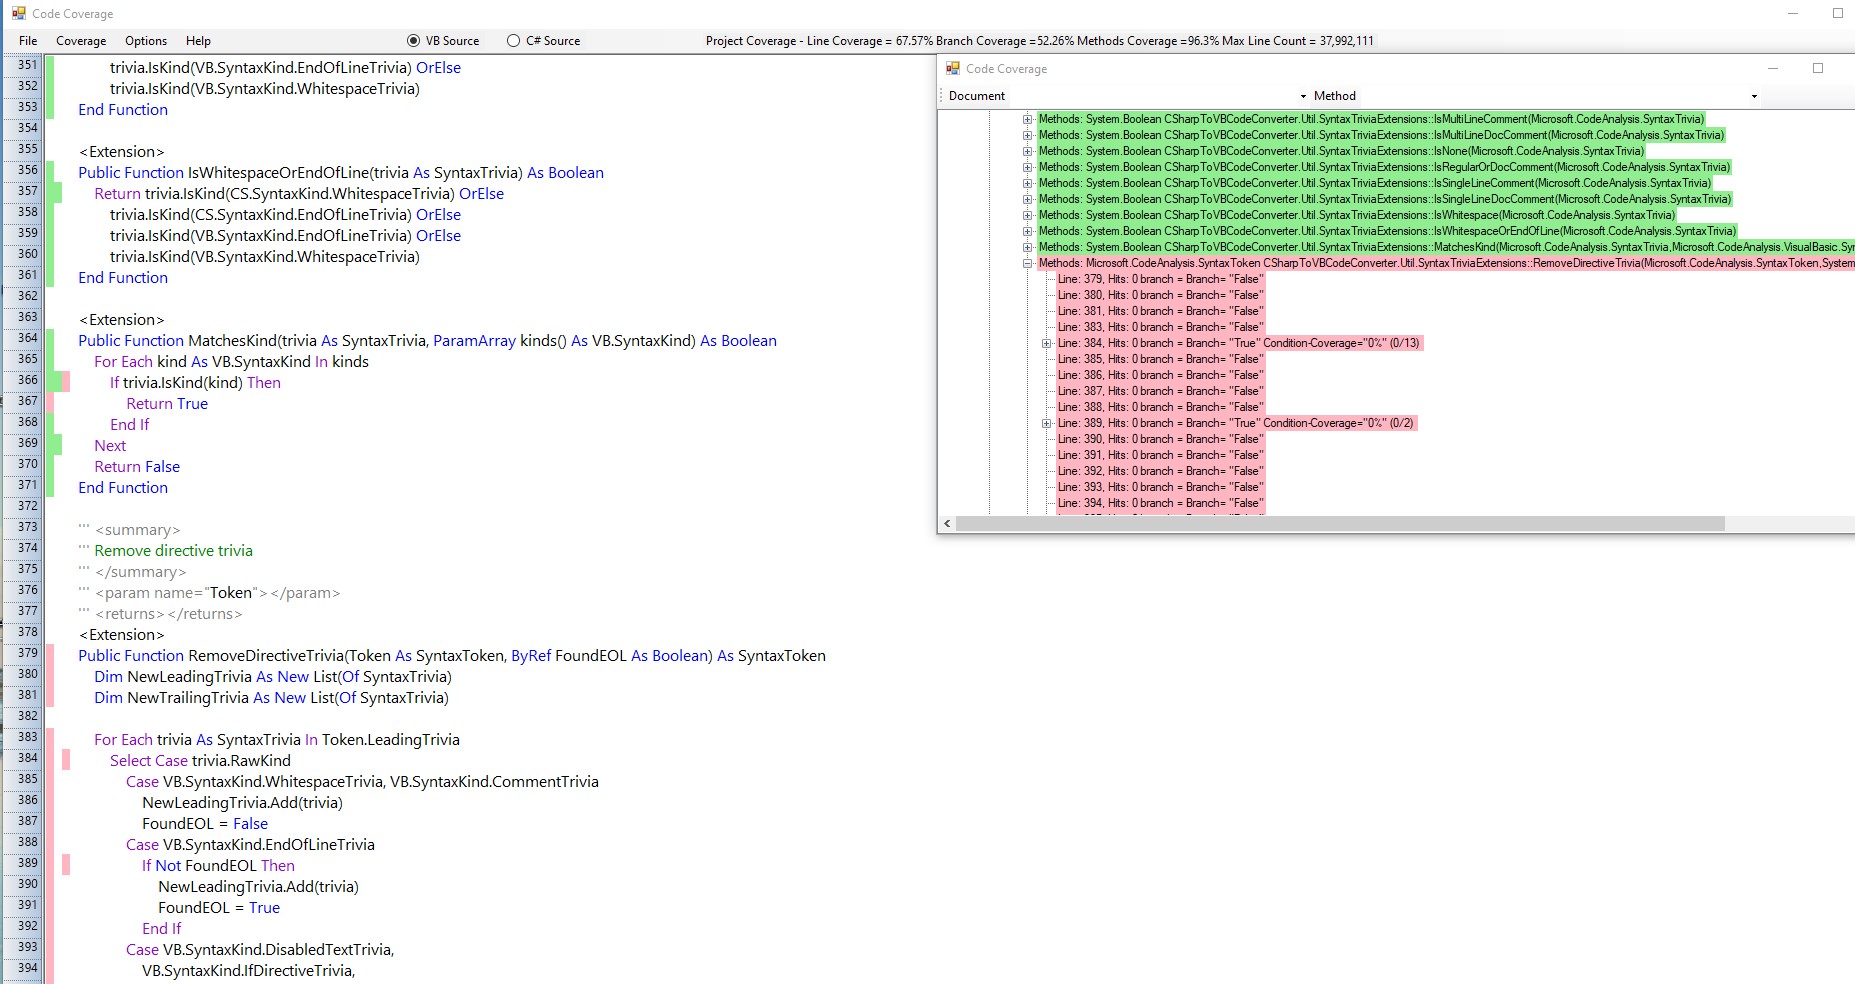 Code Coverage
File Coverage Options Help VB Source C# Source Project Coverage - Line Coverage = 67.57% Branch Coverage =52.26% Methods Coverage =96.3% Max Line Count = 37,992,111
351 trivia.IsKind(VB.SyntaxKind.EndOfLineTrivia) OrElse
352 trivia.IsKind(VB.SyntaxKind.WhitespaceTrivia)
353 End Function
354
355 <Extension>
356 Public Function IsWhitespaceOrEndOfLine(trivia As SyntaxTrivia) As Boolean
357 Return trivia.IsKind(CS.SyntaxKind.WhitespaceTrivia) OrElse
358 trivia.IsKind(CS.SyntaxKind.EndOfLineTrivia) OrElse
359 trivia.IsKind(VB.SyntaxKind.EndOfLineTrivia) OrElse
360 trivia.IsKind(VB.SyntaxKind.WhitespaceTrivia)
361 End Function
362
363 <Extension>
364 Public Function MatchesKind(trivia As SyntaxTrivia, ParamArray kinds() As VB.SyntaxKind) As Boolean
365 For Each kind As VB.SyntaxKind In kinds
366 If trivia.IsKind(kind) Then
367 Return True
368 End If
369 Next
370 Return False
371 End Function
372
373 ''' <summary>
374 ''' Remove directive trivia
375 ''' </summary>
376 ''' <param name="Token"></param>
377 ''' <returns></returns>
378 <Extension>
379 Public Function RemoveDirectiveTrivia(Token As SyntaxToken, ByRef FoundEOL As Boolean) As SyntaxToken
380 Dim NewLeadingTrivia As New List(Of SyntaxTrivia)
381 Dim NewTrailingTrivia As New List(Of SyntaxTrivia)
382
383 For Each trivia As SyntaxTrivia In Token.LeadingTrivia
384 Select Case trivia.RawKind
385 Case VB.SyntaxKind.WhitespaceTrivia, VB.SyntaxKind.CommentTrivia
386 NewLeadingTrivia.Add(trivia)
387 FoundEOL = False
388 Case VB.SyntaxKind.EndOfLineTrivia
389 If Not FoundEOL Then
390 NewLeadingTrivia.Add(trivia)
391 FoundEOL = True
392 End If
393 Case VB.SyntaxKind.DisabledTextTrivia,
394 VB.SyntaxKind.IfDirectiveTrivia,
Code Coverage
Document Method
Methods: System.Boolean CSharpToVBCodeConverter.Util.SyntaxTriviaExtensions::IsMultiLineComment(Microsoft.CodeAnalysis.SyntaxTrivia)
Methods: System.Boolean CSharpToVBCodeConverter.Util.SyntaxTriviaExtensions::IsMultiLineDocComment(Microsoft.CodeAnalysis.SyntaxTrivia)
Methods: System.Boolean CSharpToVBCodeConverter.Util.SyntaxTriviaExtensions::IsNone(Microsoft.CodeAnalysis.SyntaxTrivia)
Methods: System.Boolean CSharpToVBCodeConverter.Util.SyntaxTriviaExtensions::IsRegularOrDocComment(Microsoft.CodeAnalysis.SyntaxTrivia)
Methods: System.Boolean CSharpToVBCodeConverter.Util.SyntaxTriviaExtensions::IsSingleLineComment(Microsoft.CodeAnalysis.SyntaxTrivia)
Methods: System.Boolean CSharpToVBCodeConverter.Util.SyntaxTriviaExtensions::IsSingleLineDocComment(Microsoft.CodeAnalysis.SyntaxTrivia)
Methods: System.Boolean CSharpToVBCodeConverter.Util.SyntaxTriviaExtensions::IsWhitespace(Microsoft.CodeAnalysis.SyntaxTrivia)
Methods: System.Boolean CSharpToVBCodeConverter.Util.SyntaxTriviaExtensions::IsWhitespaceOrEndOfLine(Microsoft.CodeAnalysis.SyntaxTrivia)
Methods: System.Boolean CSharpToVBCodeConverter.Util.SyntaxTriviaExtensions::MatchesKind(Microsoft.CodeAnalysis.SyntaxTrivia,Microsoft.CodeAnalysis.VisualBasic.Syn
Methods: Microsoft.CodeAnalysis.SyntaxToken CSharpToVBCodeConverter.Util.SyntaxTriviaExtensions::RemoveDirectiveTrivia(Microsoft.CodeAnalysis.SyntaxToken,System
Line: 379, Hits: 0 branch = Branch= "False"
Line: 380, Hits: 0 branch = Branch= "False"
Line: 381, Hits: 0 branch = Branch= "False"
Line: 383, Hits: 0 branch = Branch= "False"
Line: 384, Hits: 0 branch = Branch= "True" Condition-Coverage="0%" (0/13)
Line: 385, Hits: 0 branch = Branch= "False"
Line: 386, Hits: 0 branch = Branch= "False"
Line: 387, Hits: 0 branch = Branch= "False"
Line: 388, Hits: 0 branch = Branch= "False"
Line: 389, Hits: 0 branch = Branch= "True" Condition-Coverage="0%" (0/2)
Line: 390, Hits: 0 branch = Branch= "False"
Line: 391, Hits: 0 branch = Branch= "False"
Line: 392, Hits: 0 branch = Branch= "False"
Line: 393, Hits: 0 branch = Branch= "False"
Line: 394, Hits: 0 branch = Branch= "False"